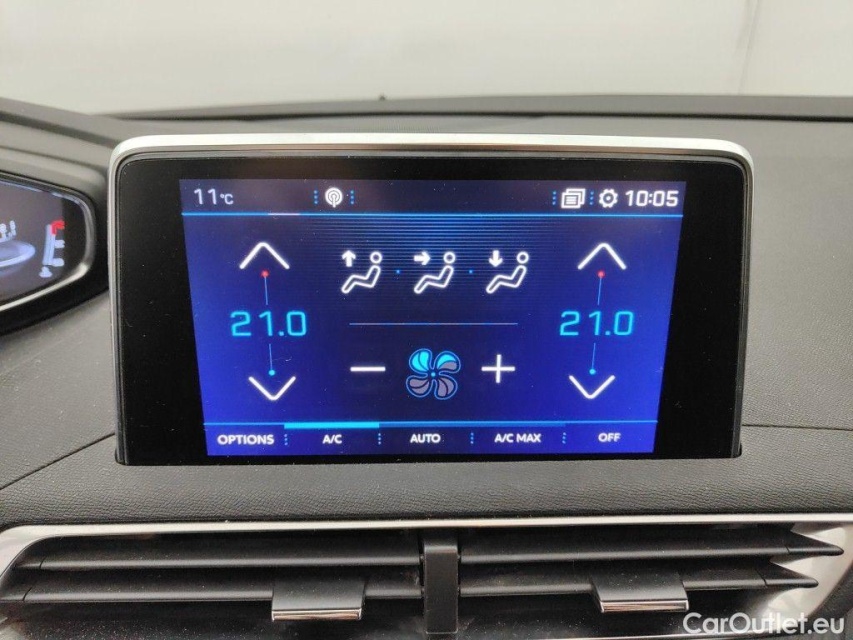 11°C 10:05
21.0 21.0
OPTIONS A/C AUTO A/C MAX OFF
CarOutlet.eu